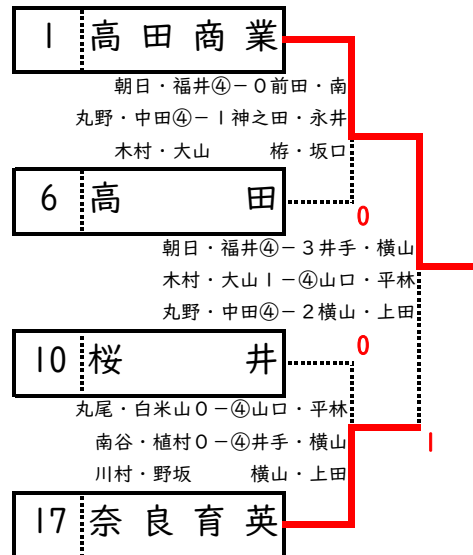 1 高田商業
朝日・福井④－0前田・南
丸野・中田④－1神之田・永井
木村・大山 栫・坂口
6 高田
0
朝日・福井④－3井手・横山
木村・大山1－④山口・平林
丸野・中田④－2横山・上田
0
10 桜井
丸尾・白米山0－④山口・平林
1
南谷・植村0－④井手・横山
川村・野坂 横山・上田
17 奈良育英